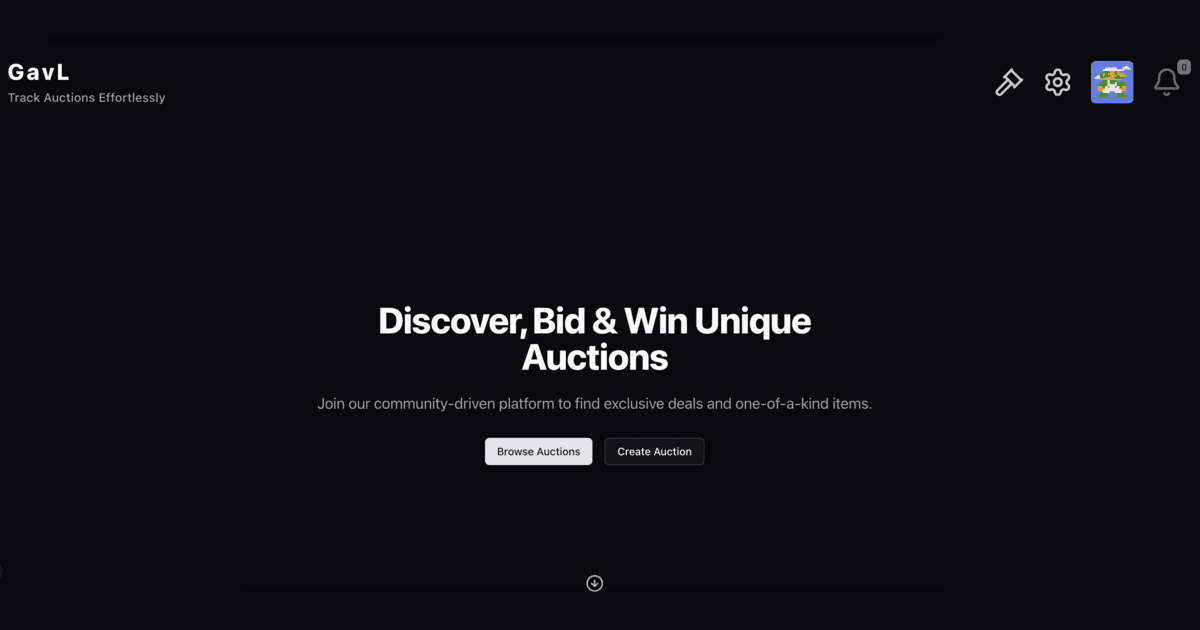 GavL
Track Auctions Effortlessly
0
Discover, Bid & Win Unique
Auctions
Join our community-driven platform to find exclusive deals and one-of-a-kind items.
Browse Auctions
Create Auction